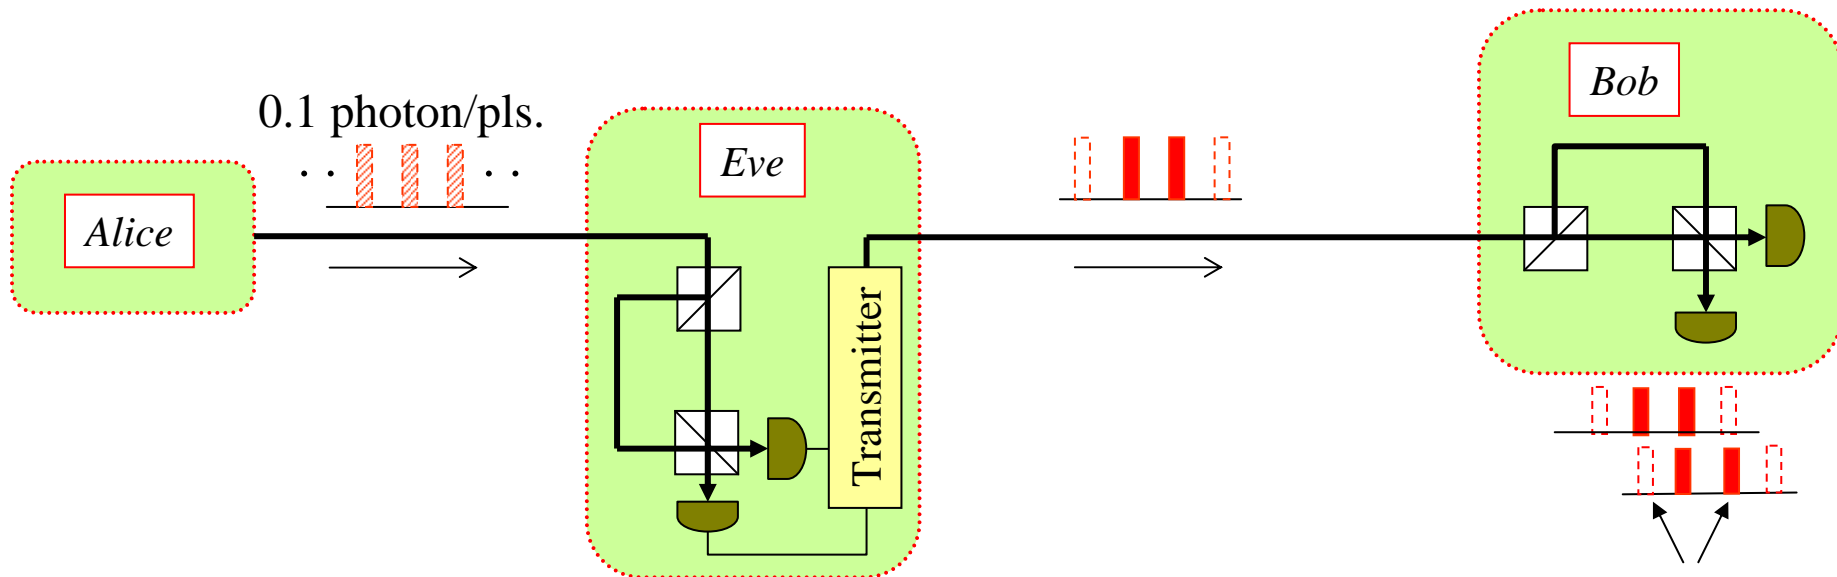 Bob
0.1 photon/pls.
Eve
Alice
Transmitter